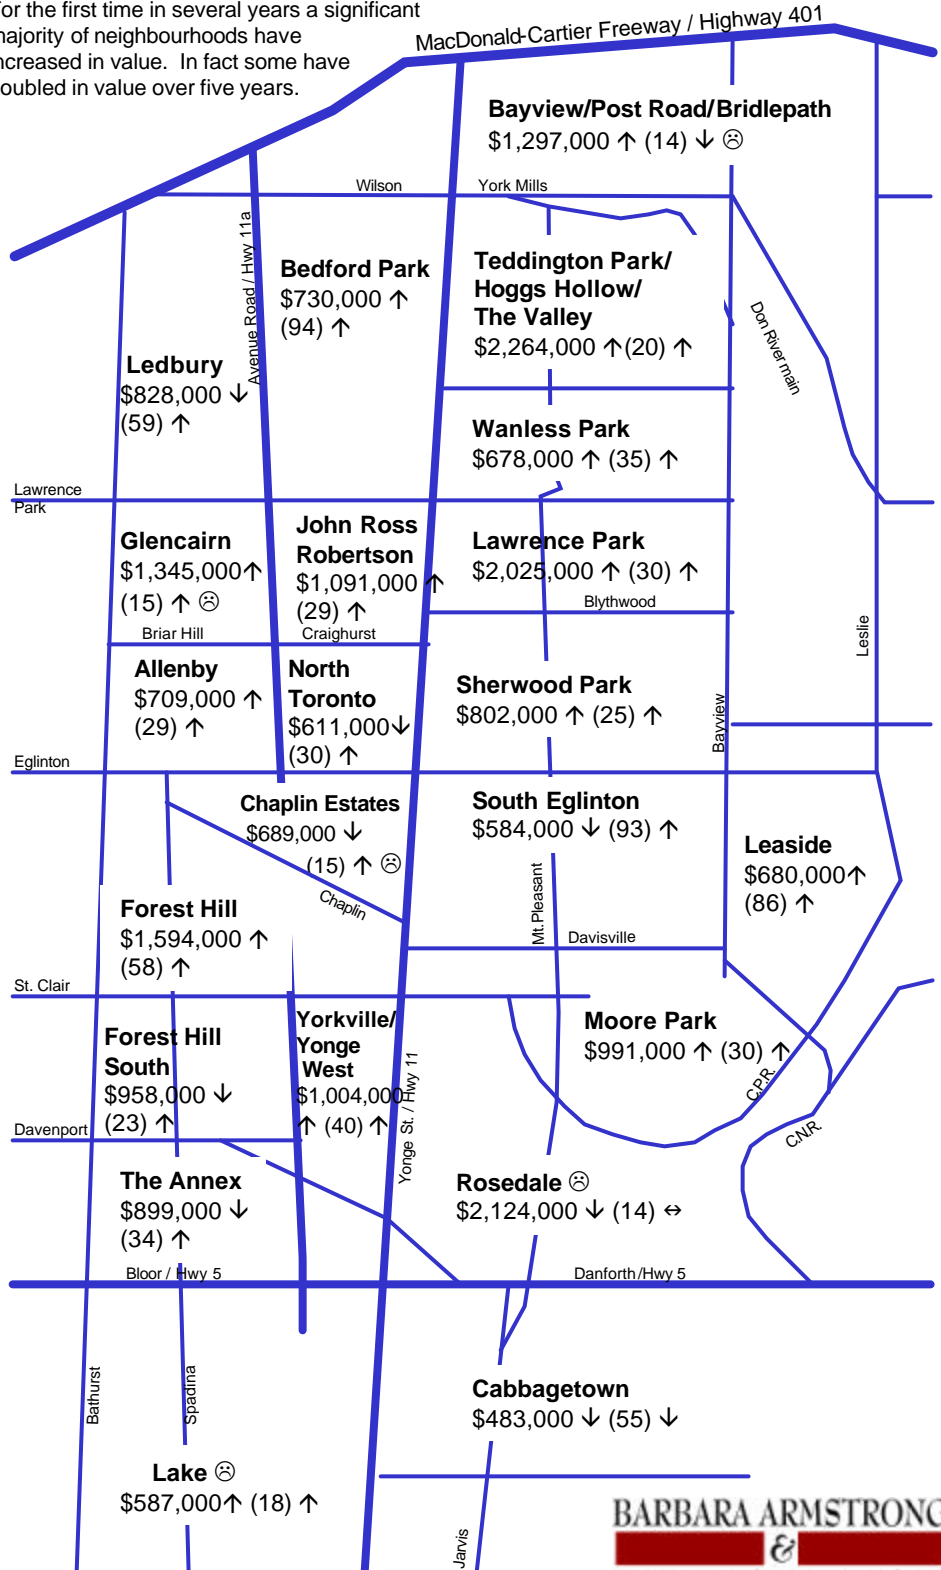 or the first time in several years a significant
najority of neighbourhoods have
ncreased in value. In fact some have
oubled in value over five years.
MacDonald-Cartier Freeway / Highway 401
Bayview/Post Road/Bridlepath
$1,297,000 ↑ (14) ↓ ☹
Wilson
York Mills
Avenue Road / Hwy 11a
Bedford Park
$730,000 ↑
(94) ↑
Teddington Park/
Hoggs Hollow/
The Valley
$2,264,000 ↑(20) ↑
Don River main
Ledbury
$828,000 ↓
(59) ↑
Wanless Park
$678,000 ↑ (35) ↑
Lawrence
Park
Glencairn
$1,345,000↑
(15) ↑ ☹
John Ross
Robertson
$1,091,000 ↑
(29) ↑
Lawrence Park
$2,025,000 ↑ (30) ↑
Blythwood
Leslie
Briar Hill
Craighurst
Allenby
$709,000 ↑
(29) ↑
North
Toronto
$611,000↓
(30) ↑
Sherwood Park
$802,000 ↑ (25) ↑
Bayview
Eglinton
Chaplin Estates
$689,000 ↓
(15) ↑ ☹
Chaplin
South Eglinton
$584,000 ↓ (93) ↑
Leaside
$680,000↑
(86) ↑
Mt.Pleasant
Davisville
Forest Hill
$1,594,000 ↑
(58) ↑
St. Clair
Forest Hill
South
$958,000 ↓
(23) ↑
Yorkville/
Yonge
West
$1,004,000
↑ (40) ↑
Yonge St. / Hwy 11
Moore Park
$991,000 ↑ (30) ↑
C.P.R.
C.N.R.
Davenport
The Annex
$899,000 ↓
(34) ↑
Rosedale ☹
$2,124,000 ↓ (14) ↔
Bloor / Hwy 5
Danforth/Hwy 5
Bathurst
Spadina
Cabbagetown
$483,000 ↓ (55) ↓
Lake ☹
$587,000↑ (18) ↑
Jarvis
BARBARA ARMSTRONG
&